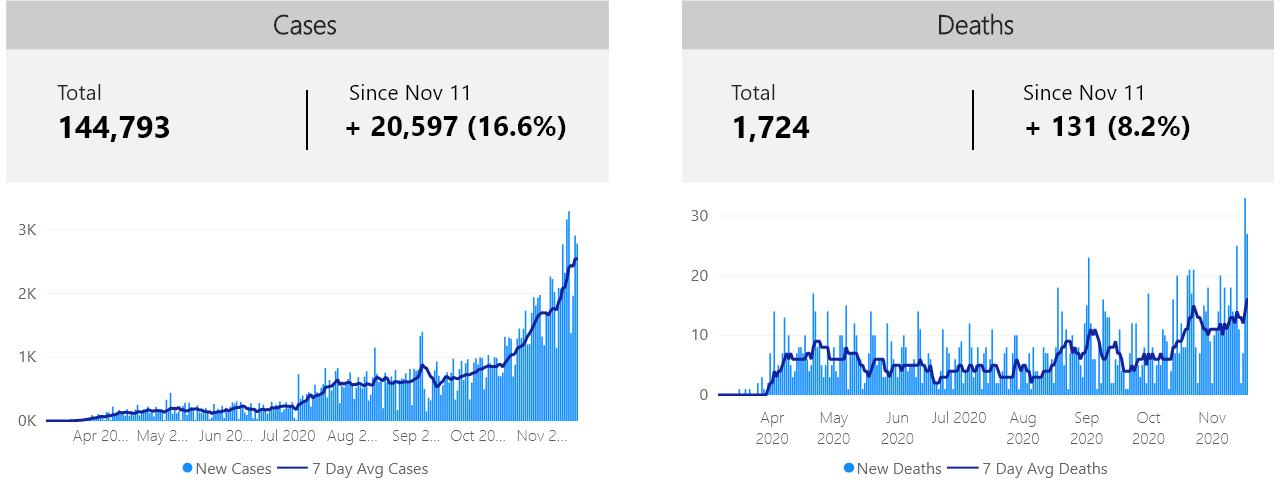 Cases
Total
144,793
Since Nov 11
+ 20,597 (16.6%)
3K
2K
1K
0K
Apr 20... May 2... Jun 20... Jul 2020 Aug 2... Sep 2... Oct 20... Nov 2...
New Cases 7 Day Avg Cases
Deaths
Total
1,724
Since Nov 11
+ 131 (8.2%)
30
20
10
0
Apr May Jun Jul 2020 Aug Sep Oct Nov
2020 2020 2020 2020 2020 2020 2020
New Deaths 7 Day Avg Deaths